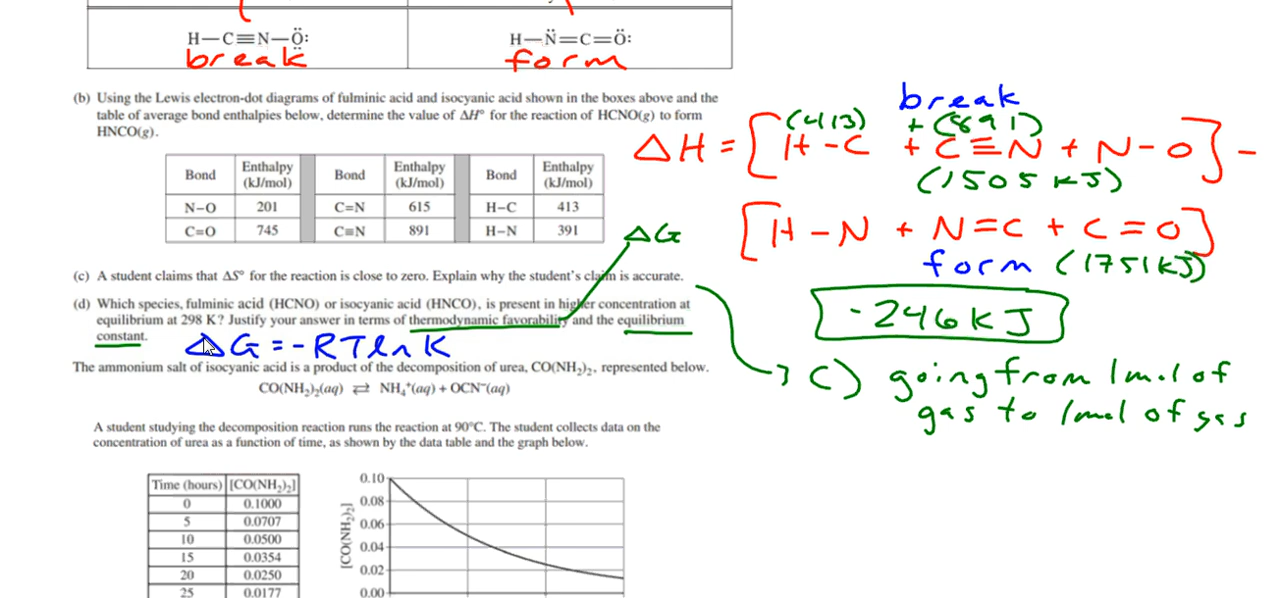 H—C≡N—Ö:
H—N̈=C=Ö:
break
form
(b) Using the Lewis electron-dot diagrams of fulminic acid and isocyanic acid shown in the boxes above and the
table of average bond enthalpies below, determine the value of ΔH° for the reaction of HCNO(g) to form
HNCO(g).
Bond Enthalpy (kJ/mol) Bond Enthalpy (kJ/mol) Bond Enthalpy (kJ/mol)
N–O 201 C=N 615 H–C 413
C=O 745 C≡N 891 H–N 391
break
(413) + (891)
ΔH = [H-C + C≡N + N-O] -
(1505 kJ)
[H-N + N=C + C=O]
form (1751kJ)
-246kJ
ΔG
(c) A student claims that ΔS° for the reaction is close to zero. Explain why the student's claim is accurate.
(d) Which species, fulminic acid (HCNO) or isocyanic acid (HNCO), is present in higher concentration at
equilibrium at 298 K? Justify your answer in terms of thermodynamic favorability and the equilibrium
constant.
ΔG = -RTlnK
c) going from 1mol of
gas to 1mol of gas
The ammonium salt of isocyanic acid is a product of the decomposition of urea, CO(NH₂)₂, represented below.
CO(NH₂)₂(aq) ⇄ NH₄⁺(aq) + OCN⁻(aq)
A student studying the decomposition reaction runs the reaction at 90°C. The student collects data on the
concentration of urea as a function of time, as shown by the data table and the graph below.
Time (hours) [CO(NH₂)₂]
0 0.1000
5 0.0707
10 0.0500
15 0.0354
20 0.0250
25 0.0177
[CO(NH₂)₂]
0.10
0.08
0.06
0.04
0.02
0.00